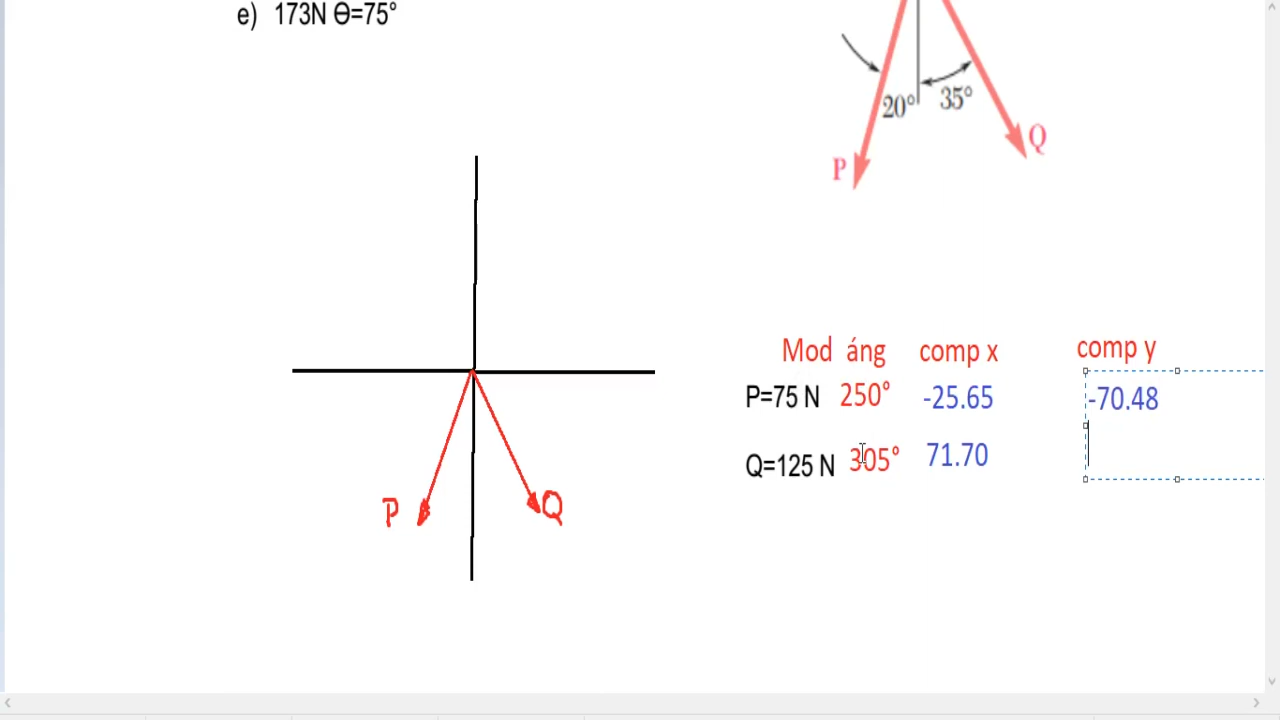 e) 173N Ө=75°
20° 35°
P Q
Mod áng comp x comp y
P=75 N 250° -25.65 -70.48
Q=125 N 305° 71.70
P Q